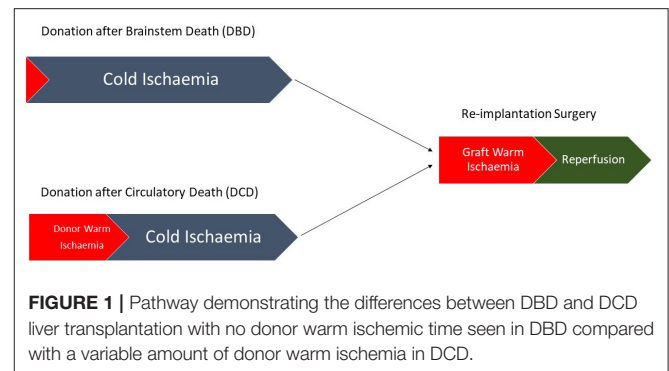 Donation after Brainstem Death (DBD)
Cold Ischaemia
Re-implantation Surgery
Graft Warm
Ischaemia
Reperfusion
Donation after Circulatory Death (DCD)
Donor Warm
Ischaemia
Cold Ischaemia
FIGURE 1 | Pathway demonstrating the differences between DBD and DCD
liver transplantation with no donor warm ischemic time seen in DBD compared
with a variable amount of donor warm ischemia in DCD.